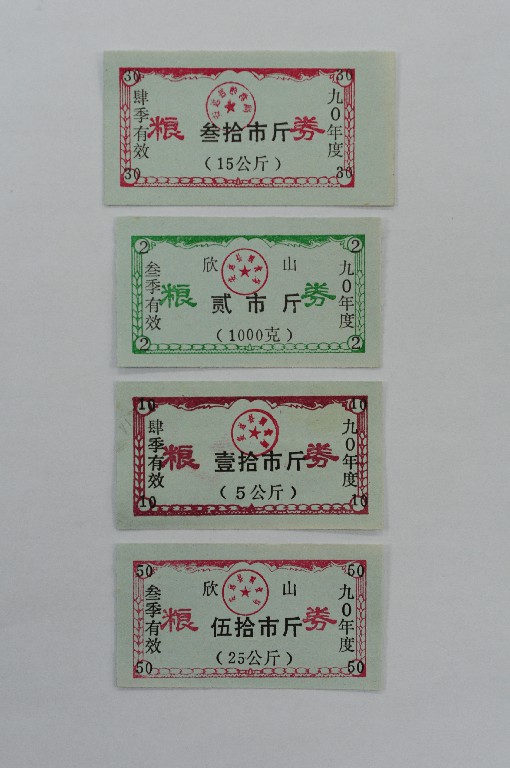 30 30
肆季有效
粮 叁拾市斤 券
(15公斤)
九0年度
30 30
2 2
欣 山
叁季有效
粮 贰市斤 券
(1000克)
九0年度
2 2
10 10
肆季有效
粮 壹拾市斤 券
(5公斤)
九0年度
10 10
50 50
欣 山
叁季有效
粮 伍拾市斤 券
(25公斤)
九0年度
50 50